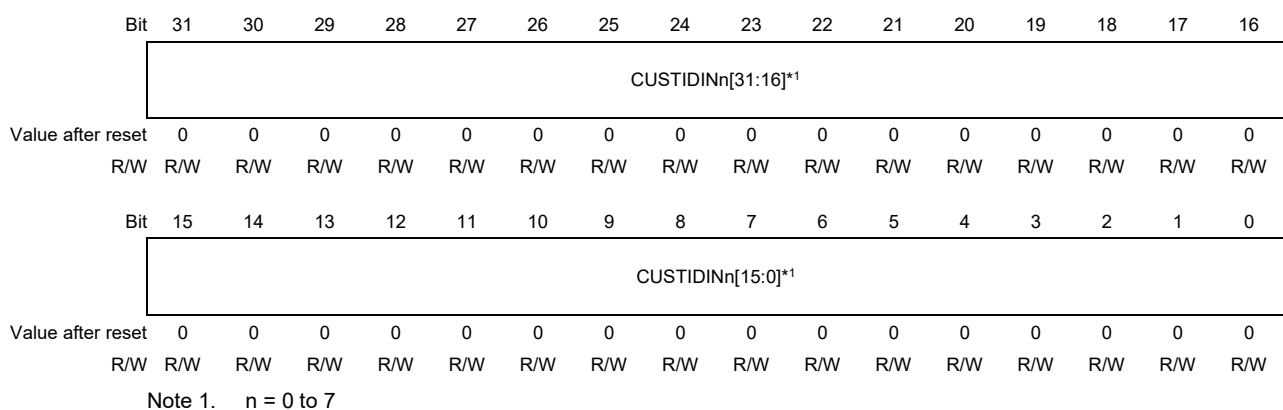 Bit 31 30 29 28 27 26 25 24 23 22 21 20 19 18 17 16
CUSTIDINn[31:16]*1
Value after reset 0 0 0 0 0 0 0 0 0 0 0 0 0 0 0 0
R/W R/W R/W R/W R/W R/W R/W R/W R/W R/W R/W R/W R/W R/W R/W R/W R/W
Bit 15 14 13 12 11 10 9 8 7 6 5 4 3 2 1 0
CUSTIDINn[15:0]*1
Value after reset 0 0 0 0 0 0 0 0 0 0 0 0 0 0 0 0
R/W R/W R/W R/W R/W R/W R/W R/W R/W R/W R/W R/W R/W R/W R/W R/W R/W
Note 1. n = 0 to 7